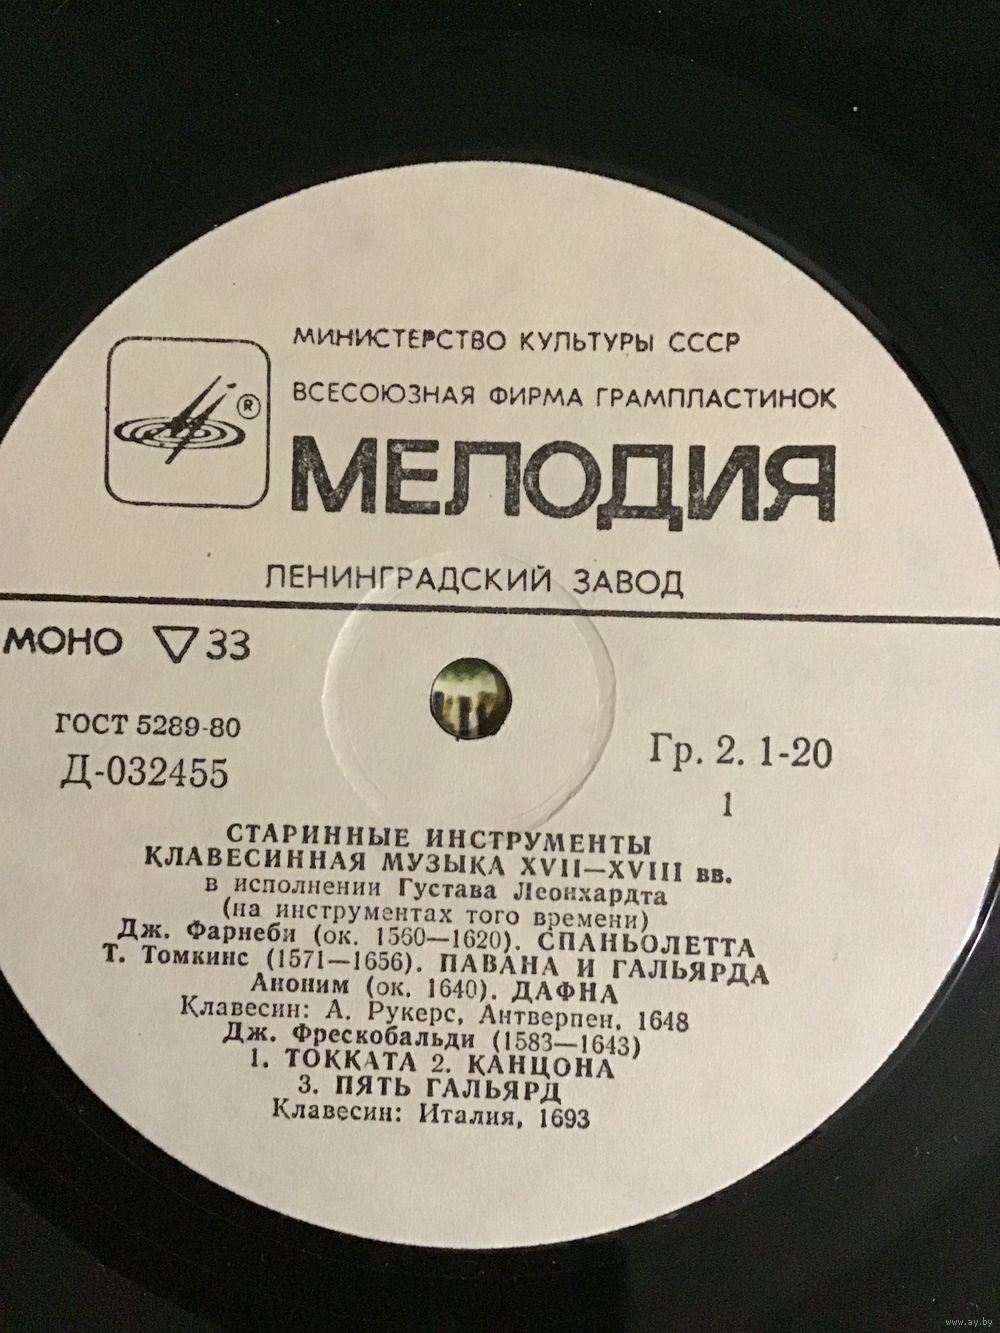 МИНИСТЕРСТВО КУЛЬТУРЫ СССР
ВСЕСОЮЗНАЯ ФИРМА ГРАМПЛАСТИНОК
®
МЕЛОДИЯ
ЛЕНИНГРАДСКИЙ ЗАВОД
МОНО ▽ 33
ГОСТ 5289-80
Д-032455
Гр. 2. 1-20
1
СТАРИННЫЕ ИНСТРУМЕНТЫ
КЛАВЕСИННАЯ МУЗЫКА XVII—XVIII вв.
в исполнении Густава Леонхардта
(на инструментах того времени)
Дж. Фарнеби (ок. 1560—1620). СПАНЬОЛЕТТА
Т. Томкинс (1571—1656). ПАВАНА И ГАЛЬЯРДА
Аноним (ок. 1640). ДАФНА
Клавесин: А. Рукерс, Антверпен, 1648
Дж. Фрескобальди (1583—1643)
1. ТОККАТА 2. КАНЦОНА
3. ПЯТЬ ГАЛЬЯРД
Клавесин: Италия, 1693
www.ay.by